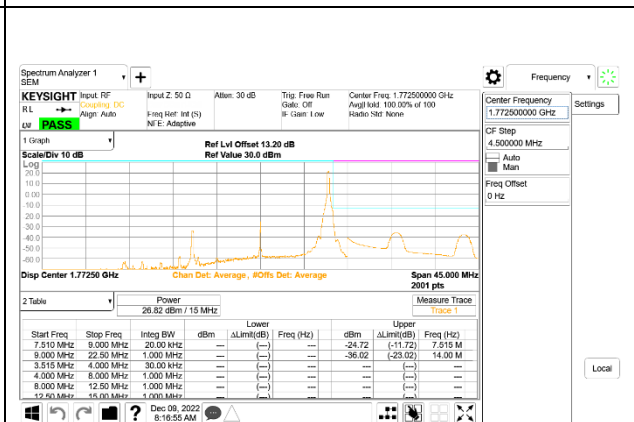 Spectrum Analyzer 1
SEM
Frequency
KEYSIGHT
RL
PASS
Input: RF
Coupling: DC
Align: Auto
Input Z: 50 Ω
Freq Ref: Int (S)
NFE: Adaptive
Atten: 30 dB
Trig: Free Run
Gate: Off
IF Gain: Low
Center Freq: 1.772500000 GHz
Avg|Hold: 100.00% of 100
Radio Std: None
Center Frequency
1.772500000 GHz
Settings
CF Step
4.500000 MHz
Auto
Man
Freq Offset
0 Hz
1 Graph
Scale/Div 10 dB
Ref Lvl Offset 13.20 dB
Ref Value 30.0 dBm
Log
20.0
10.0
0.00
-10.0
-20.0
-30.0
-40.0
-50.0
-60.0
Disp Center 1.77250 GHz
Chan Det: Average, #Offs Det: Average
Span 45.000 MHz
2001 pts
2 Table
Power
26.82 dBm / 15 MHz
Measure Trace
Trace 1
Lower
Upper
Start Freq Stop Freq Integ BW dBm ΔLimit(dB) Freq (Hz) dBm ΔLimit(dB) Freq (Hz)
7.510 MHz 9.000 MHz 20.00 kHz --- (---) --- -24.72 (-11.72) 7.515 M
9.000 MHz 22.50 MHz 1.000 MHz --- (---) --- -36.02 (-23.02) 14.00 M
3.515 MHz 4.000 MHz 30.00 kHz --- (---) --- --- (---) ---
4.000 MHz 8.000 MHz 1.000 MHz --- (---) --- --- (---) ---
8.000 MHz 12.50 MHz 1.000 MHz --- (---) --- --- (---) ---
12.50 MHz 15.00 MHz 1.000 MHz --- (---) --- --- (---) ---
Local
?
Dec 09, 2022
8:16:55 AM